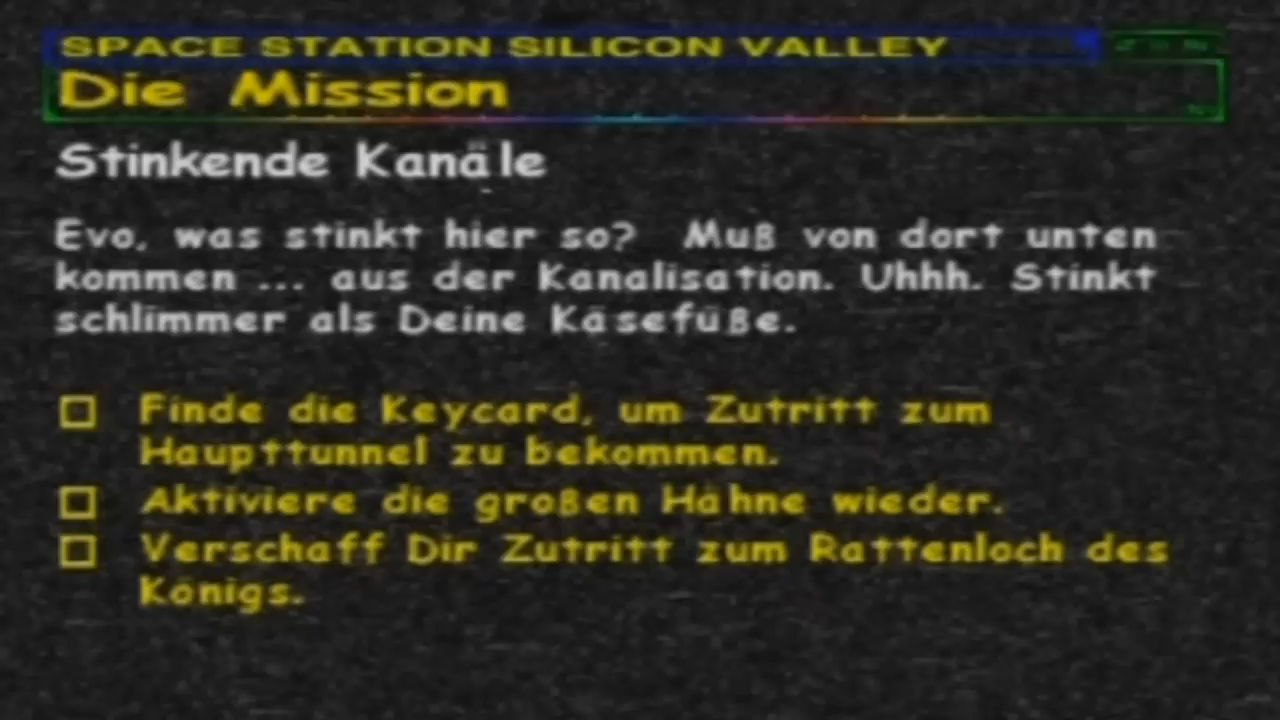 SPACE STATION SILICON VALLEY
Die Mission
Stinkende Kanäle
Evo, was stinkt hier so? Muß von dort unten
kommen ... aus der Kanalisation. Uhhh. Stinkt
schlimmer als Deine Käsefüße.
Finde die Keycard, um Zutritt zum
Haupttunnel zu bekommen.
Aktiviere die großen Hähne wieder.
Verschaff Dir Zutritt zum Rattenloch des
Königs.